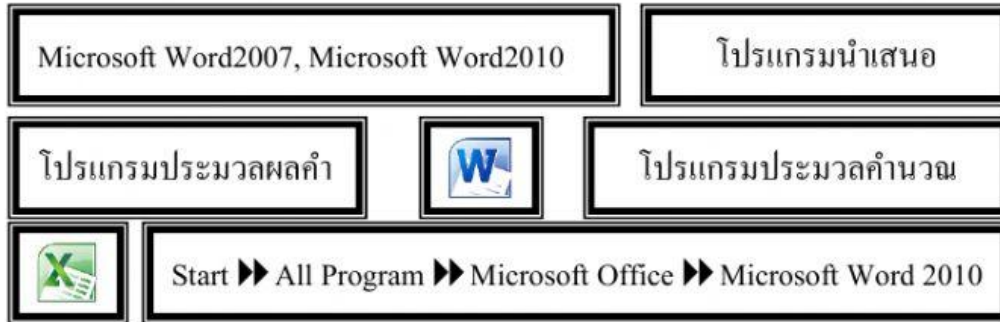 Microsoft Word2007, Microsoft Word2010
โปรแกรมนำเสนอ
โปรแกรมประมวลผลคำ
W
โปรแกรมประมวลคำนวณ
X
Start ▶▶ All Program ▶▶ Microsoft Office ▶▶ Microsoft Word 2010